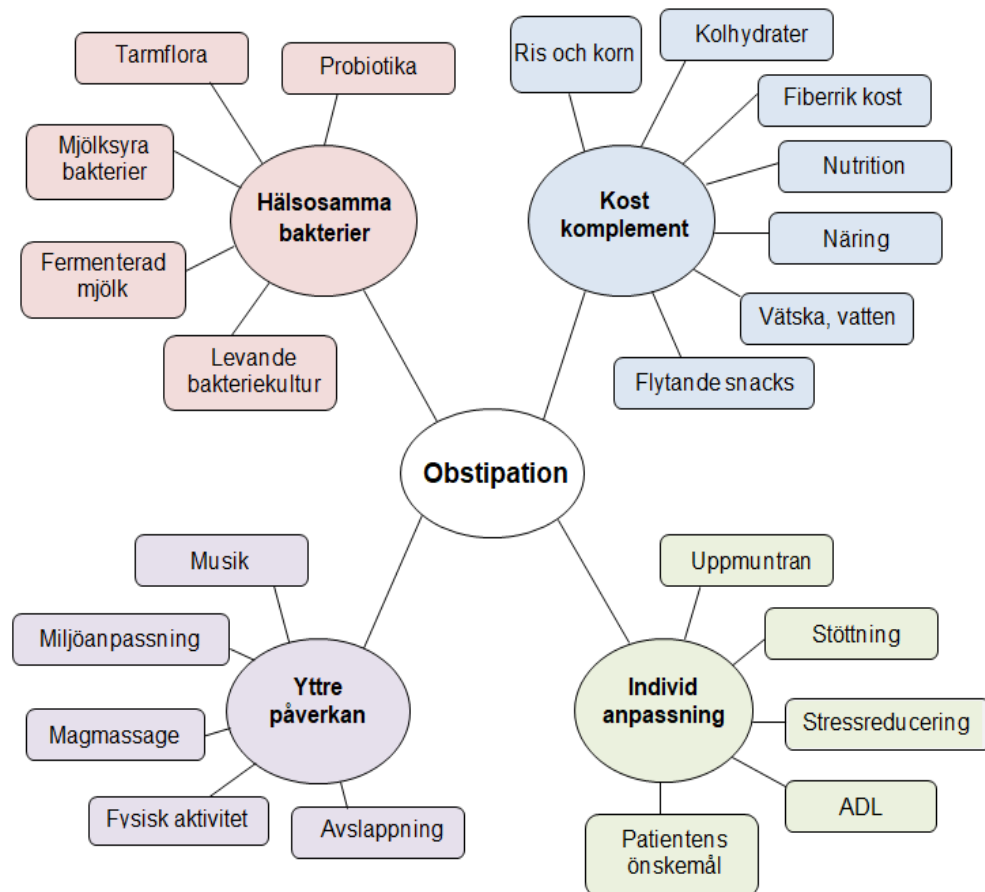 Tarmflora
Probiotika
Mjölksyra
bakterier
Hälsosamma
bakterier
Fermenterad
mjölk
Levande
bakteriekultur
Ris och korn
Kolhydrater
Fiberrik kost
Nutrition
Kost
komplement
Näring
Vätska, vatten
Flytande snacks
Obstipation
Musik
Miljöanpassning
Yttre
påverkan
Magmassage
Fysisk aktivitet
Avslappning
Uppmuntran
Stöttning
Individ
anpassning
Stressreducering
ADL
Patientens
önskemål